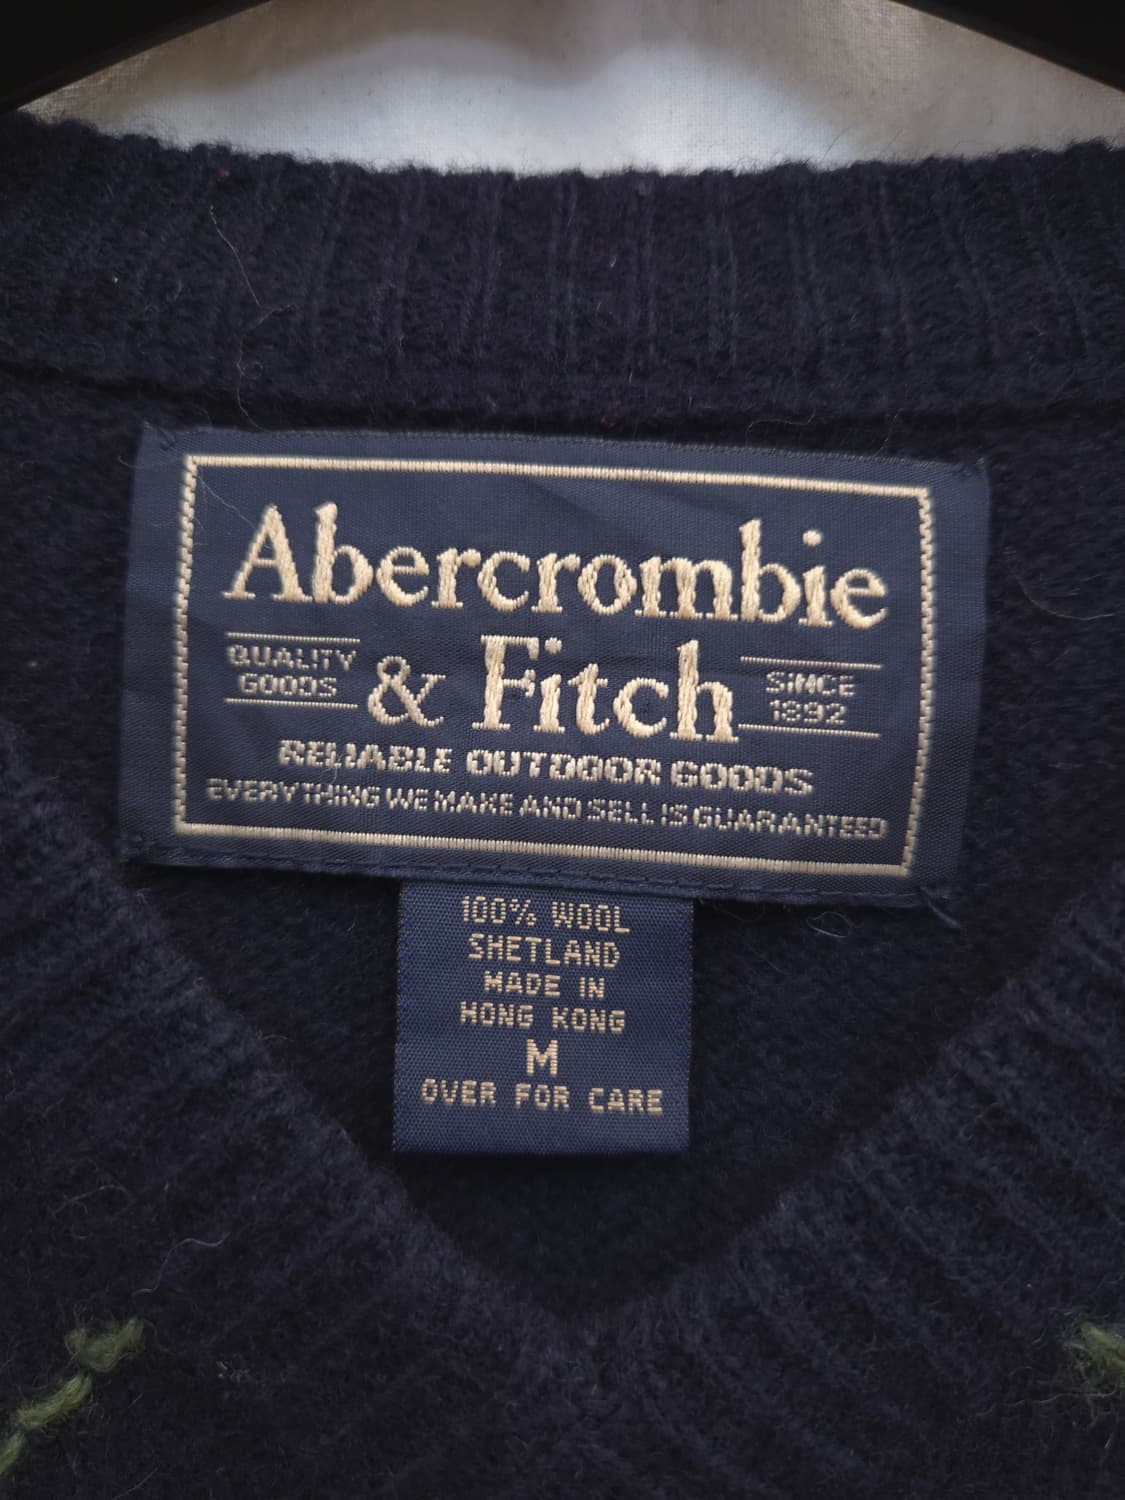 Abercrombie
& Fitch
QUALITY
GOODS
SINCE
1892
RELIABLE OUTDOOR GOODS
EVERYTHING WE MAKE AND SELL IS GUARANTEED
100% WOOL
SHETLAND
MADE IN
HONG KONG
M
OVER FOR CARE